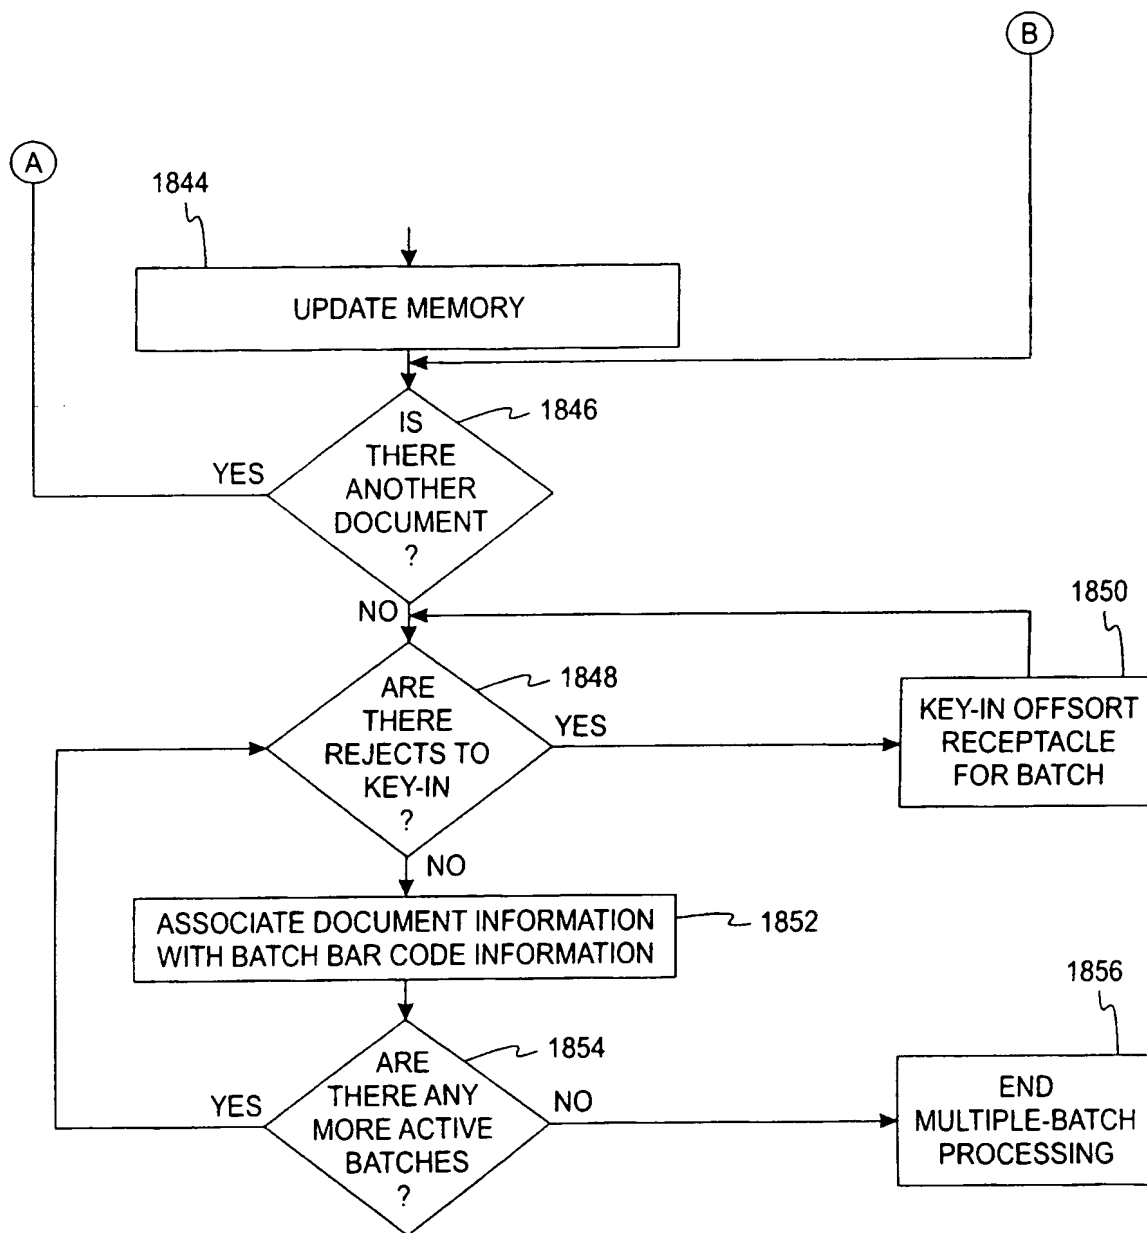 B
A
1844
UPDATE MEMORY
1846
IS
THERE
ANOTHER
DOCUMENT
?
YES
NO
1850
1848
ARE
THERE
REJECTS TO
KEY-IN
?
YES
KEY-IN OFFSORT
RECEPTACLE
FOR BATCH
NO
ASSOCIATE DOCUMENT INFORMATION
WITH BATCH BAR CODE INFORMATION
1852
1856
1854
ARE
THERE ANY
MORE ACTIVE
BATCHES
?
YES
NO
END
MULTIPLE-BATCH
PROCESSING